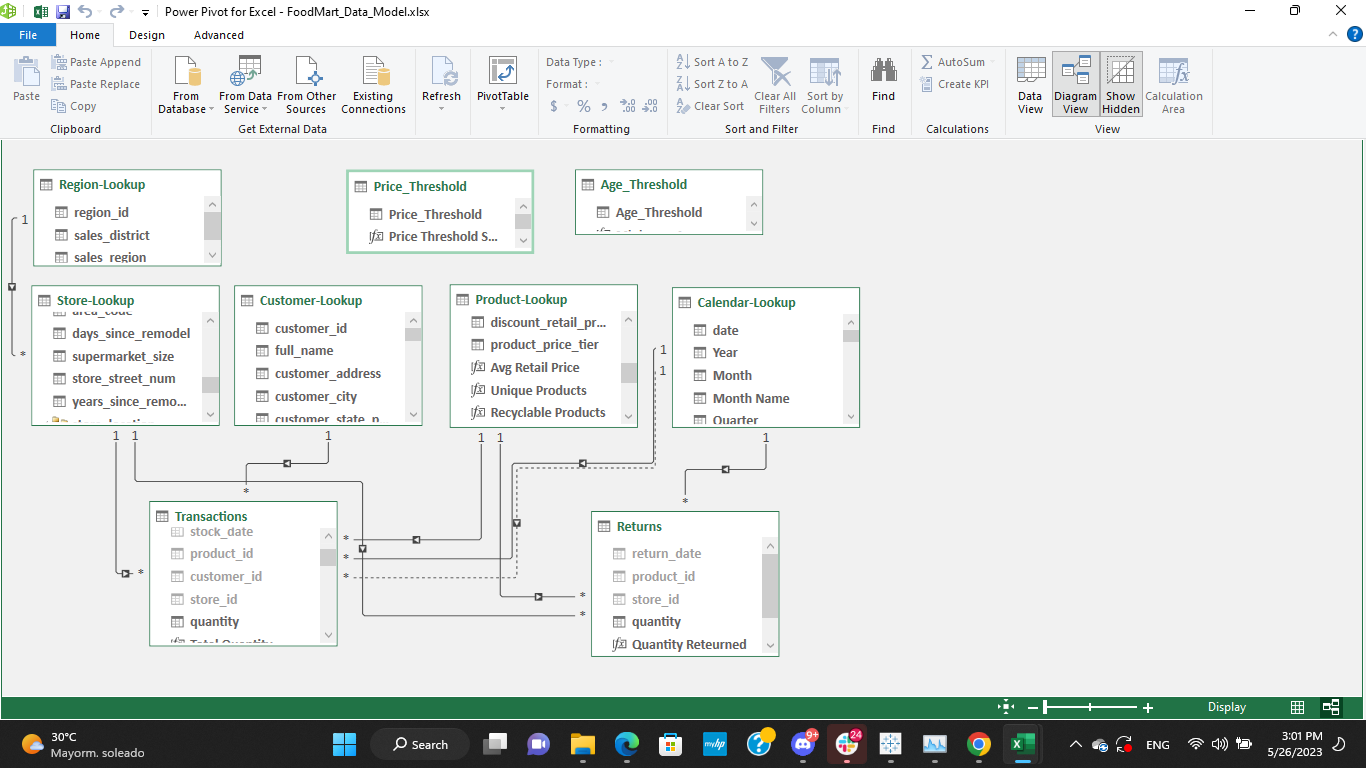 Power Pivot for Excel - FoodMart_Data_Model.xlsx
File Home Design Advanced
Paste
Paste Append
Paste Replace
Copy
Clipboard
From Database
From Data Service
From Other Sources
Existing Connections
Get External Data
Refresh
PivotTable
Data Type :
Format :
$ % ,
Formatting
Sort A to Z
Sort Z to A
Clear Sort
Clear All Filters
Sort by Column
Sort and Filter
Find
Find
AutoSum
Create KPI
Calculations
Data View
Diagram View
Show Hidden
Calculation Area
View
Region-Lookup
region_id
sales_district
sales_region
Price_Threshold
Price_Threshold
Price Threshold S...
Age_Threshold
Age_Threshold
1
*
Store-Lookup
area_code
days_since_remodel
supermarket_size
store_street_num
years_since_remo...
Customer-Lookup
customer_id
full_name
customer_address
customer_city
customer_state_p
Product-Lookup
discount_retail_pr...
product_price_tier
Avg Retail Price
Unique Products
Recyclable Products
1
1
Calendar-Lookup
date
Year
Month
Month Name
Quarter
1 1 1 1 1 1
* *
Transactions
stock_date
product_id
customer_id
store_id
quantity
Total Quantity
*
*
*
*
Returns
return_date
product_id
store_id
quantity
Quantity Reteurned
*
*
Display
30°C
Mayorm. soleado
Search
myhp
9+
24
ENG
3:01 PM
5/26/2023